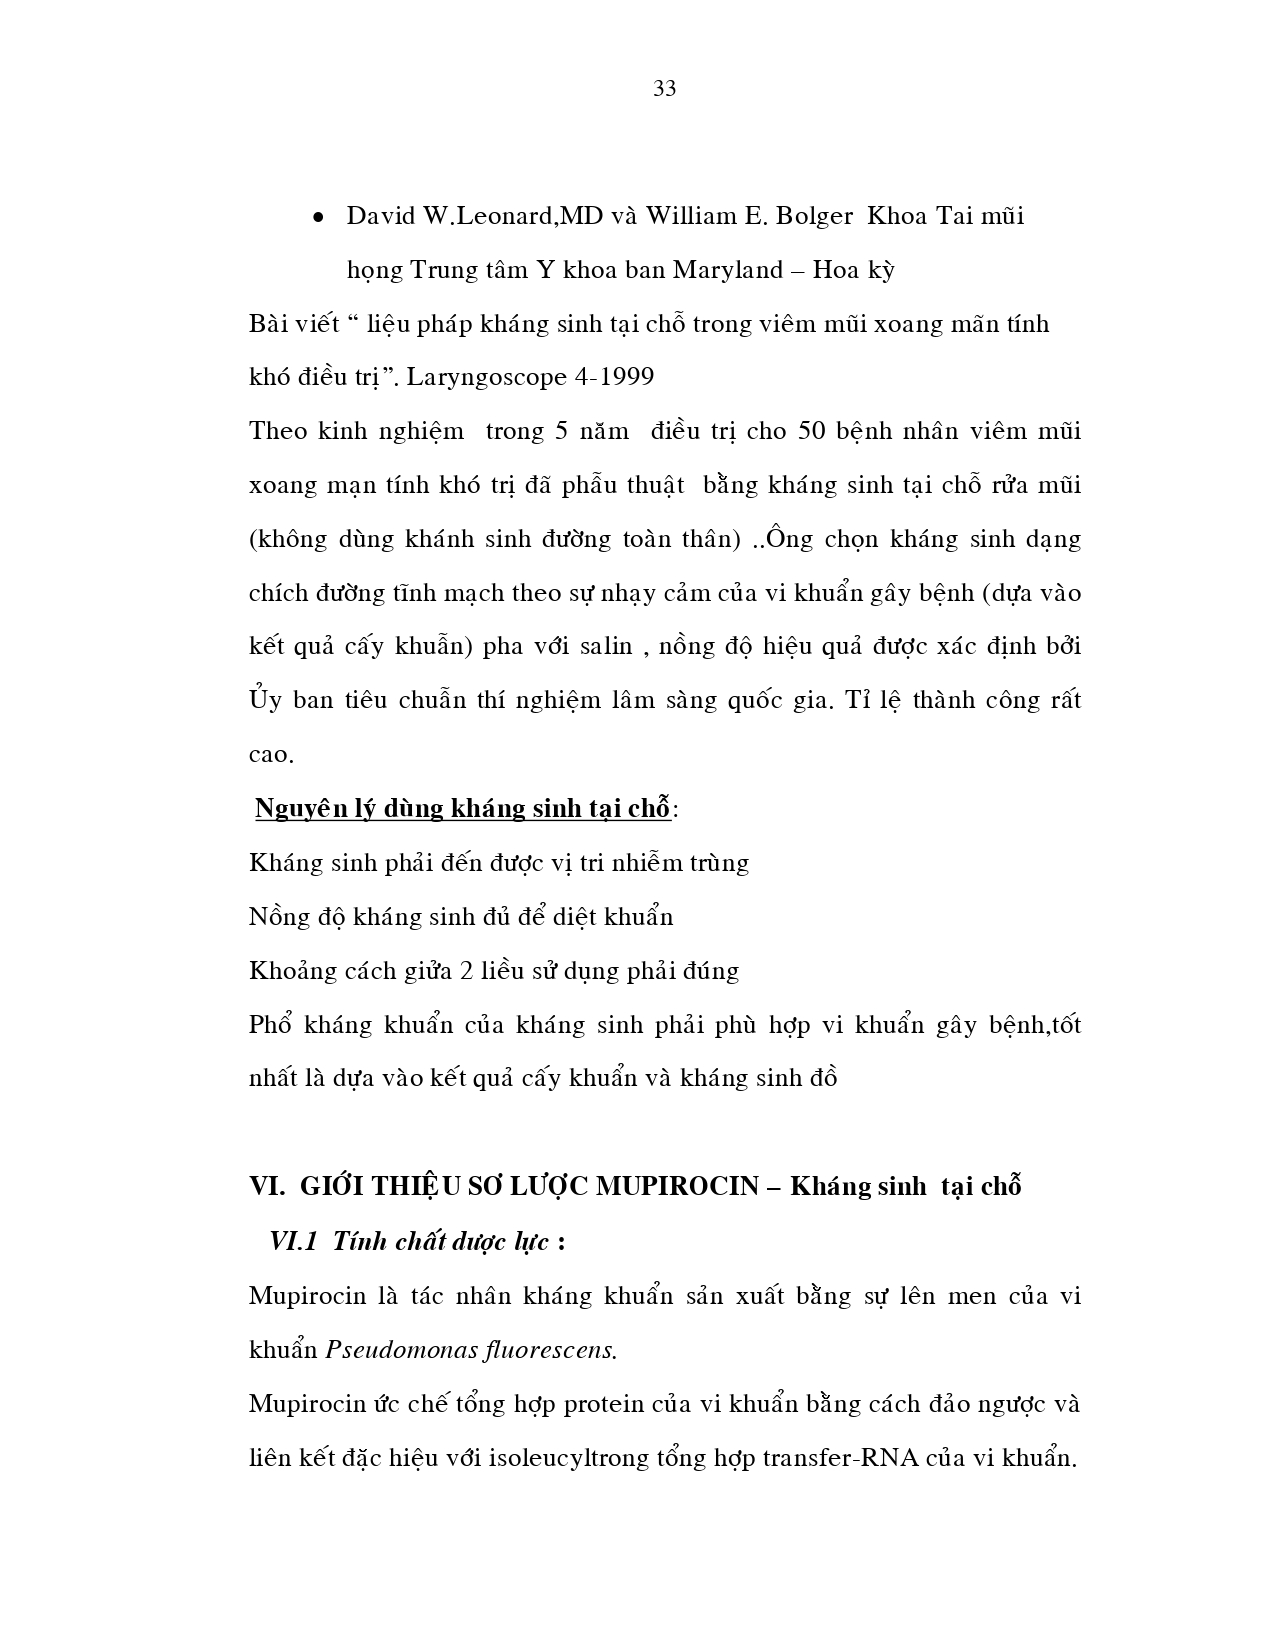 33
• David W.Leonard,MD và William E. Bolger Khoa Tai mũi
họng Trung tâm Y khoa ban Maryland – Hoa kỳ
Bài viết “ liệu pháp kháng sinh tại chỗ trong viêm mũi xoang mãn tính
khó điều trị”. Laryngoscope 4-1999
Theo kinh nghiệm trong 5 năm điều trị cho 50 bệnh nhân viêm mũi
xoang mạn tính khó trị đã phẫu thuật bằng kháng sinh tại chỗ rửa mũi
(không dùng khánh sinh đường toàn thân) ..Ông chọn kháng sinh dạng
chích đường tĩnh mạch theo sự nhạy cảm của vi khuẩn gây bệnh (dựa vào
kết quả cấy khuẫn) pha với salin , nồng độ hiệu quả được xác định bởi
Ủy ban tiêu chuẫn thí nghiệm lâm sàng quốc gia. Tỉ lệ thành công rất
cao.
Nguyên lý dùng kháng sinh tại chỗ:
Kháng sinh phải đến được vị tri nhiễm trùng
Nồng độ kháng sinh đủ để diệt khuẩn
Khoảng cách giửa 2 liều sử dụng phải đúng
Phổ kháng khuẩn của kháng sinh phải phù hợp vi khuẩn gây bệnh,tốt
nhất là dựa vào kết quả cấy khuẩn và kháng sinh đồ
VI. GIỚI THIỆU SƠ LƯỢC MUPIROCIN – Kháng sinh tại chỗ
VI.1 Tính chất dược lực :
Mupirocin là tác nhân kháng khuẩn sản xuất bằng sự lên men của vi
khuẩn Pseudomonas fluorescens.
Mupirocin ức chế tổng hợp protein của vi khuẩn bằng cách đảo ngược và
liên kết đặc hiệu với isoleucyltrong tổng hợp transfer-RNA của vi khuẩn.